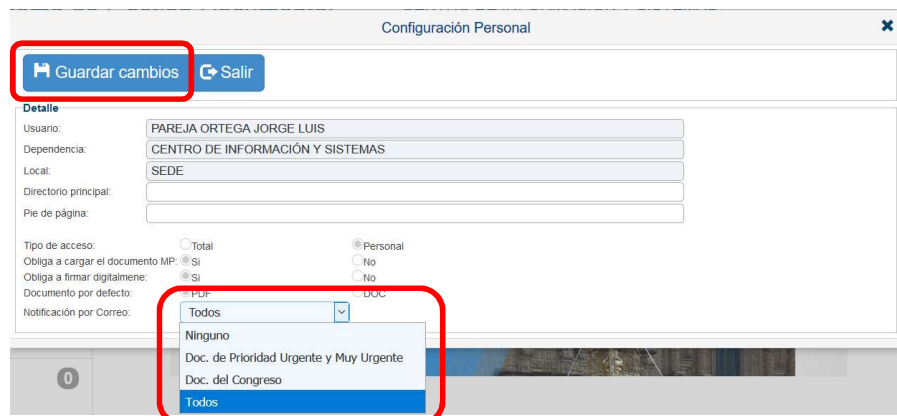 Configuración Personal
Guardar cambios Salir
Detalle
Usuario: PAREJA ORTEGA JORGE LUIS
Dependencia: CENTRO DE INFORMACIÓN Y SISTEMAS
Local: SEDE
Directorio principal:
Pie de página:
Tipo de acceso: Total Personal
Obliga a cargar el documento MP: Si No
Obliga a firmar digitalmene: Si No
Documento por defecto: PDF DOC
Notificación por Correo: Todos
Ninguno
Doc. de Prioridad Urgente y Muy Urgente
Doc. del Congreso
Todos
0